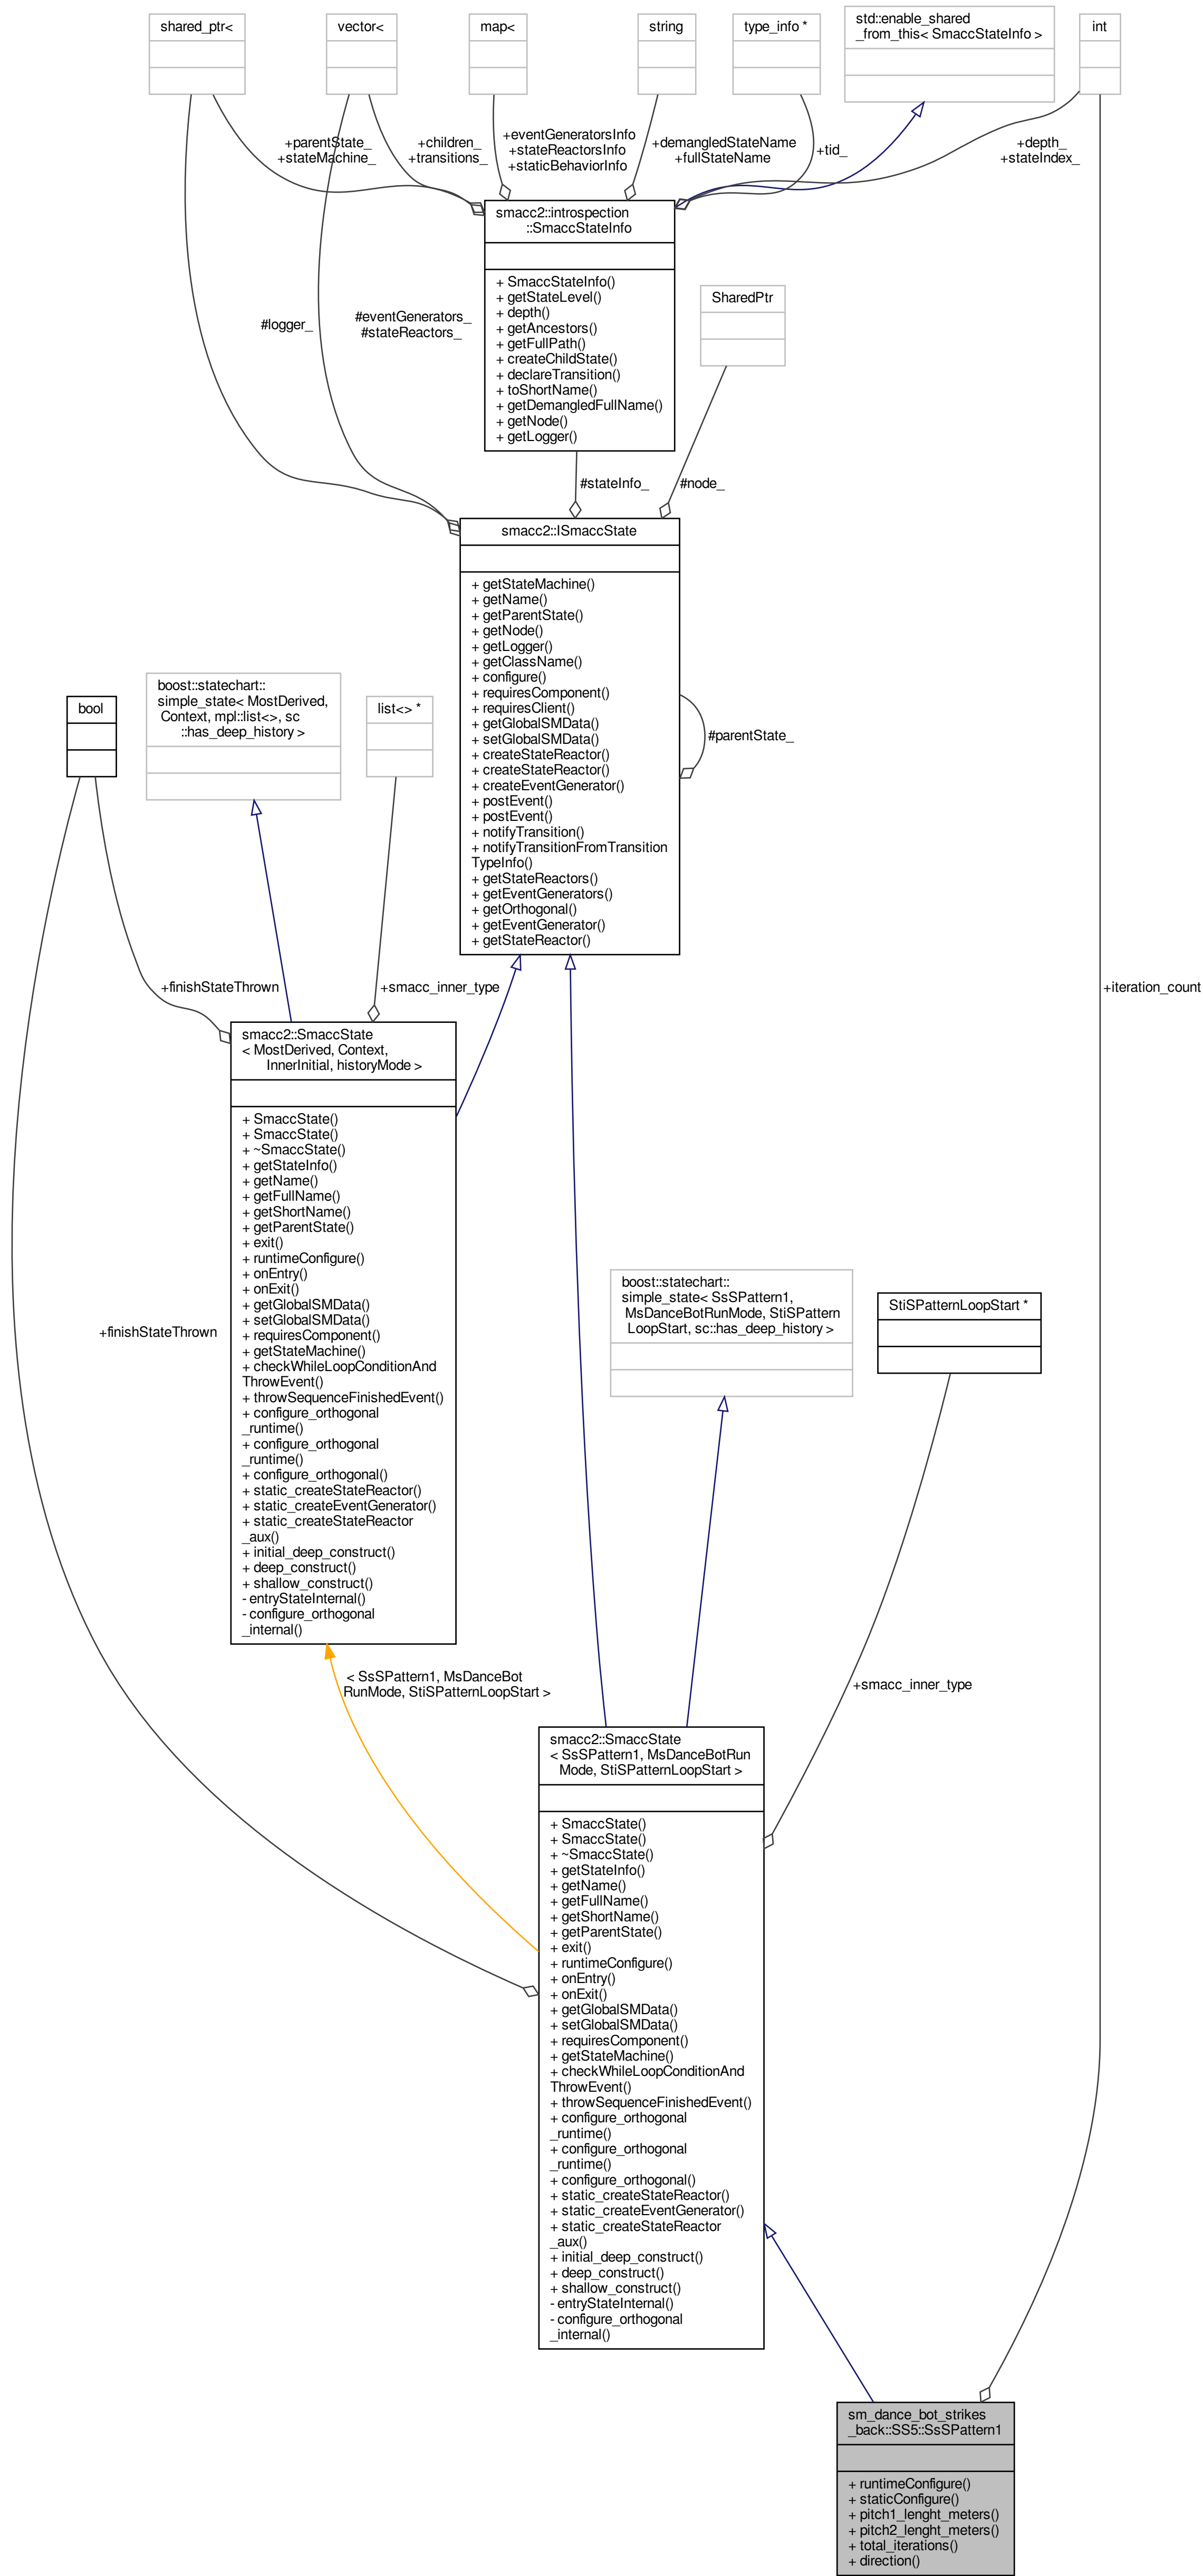 shared_ptr<
vector<
map<
string
type_info *
std::enable_shared
_from_this< SmaccStateInfo >
int
+parentState_
+stateMachine_
+children_
+transitions_
+eventGeneratorsInfo
+stateReactorsInfo
+staticBehaviorInfo
+demangledStateName
+fullStateName
+tid_
+depth_
+stateIndex_
smacc2::introspection
::SmaccStateInfo
+ SmaccStateInfo()
+ getStateLevel()
+ depth()
+ getAncestors()
+ getFullPath()
+ createChildState()
+ declareTransition()
+ toShortName()
+ getDemangledFullName()
+ getNode()
+ getLogger()
SharedPtr
#logger_
#eventGenerators_
#stateReactors_
#stateInfo_
#node_
smacc2::ISmaccState
+ getStateMachine()
+ getName()
+ getParentState()
+ getNode()
+ getLogger()
+ getClassName()
+ configure()
+ requiresComponent()
+ requiresClient()
+ getGlobalSMData()
+ setGlobalSMData()
+ createStateReactor()
+ createStateReactor()
+ createEventGenerator()
+ postEvent()
+ postEvent()
+ notifyTransition()
+ notifyTransitionFromTransition
TypeInfo()
+ getStateReactors()
+ getEventGenerators()
+ getOrthogonal()
+ getEventGenerator()
+ getStateReactor()
#parentState_
bool
boost::statechart::
simple_state< MostDerived,
Context, mpl::list<>, sc
::has_deep_history >
list<> *
+finishStateThrown
+smacc_inner_type
+iteration_count
smacc2::SmaccState
< MostDerived, Context,
InnerInitial, historyMode >
+ SmaccState()
+ SmaccState()
+ ~SmaccState()
+ getStateInfo()
+ getName()
+ getFullName()
+ getShortName()
+ getParentState()
+ exit()
+ runtimeConfigure()
+ onEntry()
+ onExit()
+ getGlobalSMData()
+ setGlobalSMData()
+ requiresComponent()
+ getStateMachine()
+ checkWhileLoopConditionAnd
ThrowEvent()
+ throwSequenceFinishedEvent()
+ configure_orthogonal
_runtime()
+ configure_orthogonal
_runtime()
+ configure_orthogonal()
+ static_createStateReactor()
+ static_createEventGenerator()
+ static_createStateReactor
_aux()
+ initial_deep_construct()
+ deep_construct()
+ shallow_construct()
- entryStateInternal()
- configure_orthogonal
_internal()
+finishStateThrown
boost::statechart::
simple_state< SsSPattern1,
MsDanceBotRunMode, StiSPattern
LoopStart, sc::has_deep_history >
StiSPatternLoopStart *
< SsSPattern1, MsDanceBot
RunMode, StiSPatternLoopStart >
+smacc_inner_type
smacc2::SmaccState
< SsSPattern1, MsDanceBotRun
Mode, StiSPatternLoopStart >
+ SmaccState()
+ SmaccState()
+ ~SmaccState()
+ getStateInfo()
+ getName()
+ getFullName()
+ getShortName()
+ getParentState()
+ exit()
+ runtimeConfigure()
+ onEntry()
+ onExit()
+ getGlobalSMData()
+ setGlobalSMData()
+ requiresComponent()
+ getStateMachine()
+ checkWhileLoopConditionAnd
ThrowEvent()
+ throwSequenceFinishedEvent()
+ configure_orthogonal
_runtime()
+ configure_orthogonal
_runtime()
+ configure_orthogonal()
+ static_createStateReactor()
+ static_createEventGenerator()
+ static_createStateReactor
_aux()
+ initial_deep_construct()
+ deep_construct()
+ shallow_construct()
- entryStateInternal()
- configure_orthogonal
_internal()
sm_dance_bot_strikes
_back::SS5::SsSPattern1
+ runtimeConfigure()
+ staticConfigure()
+ pitch1_lenght_meters()
+ pitch2_lenght_meters()
+ total_iterations()
+ direction()